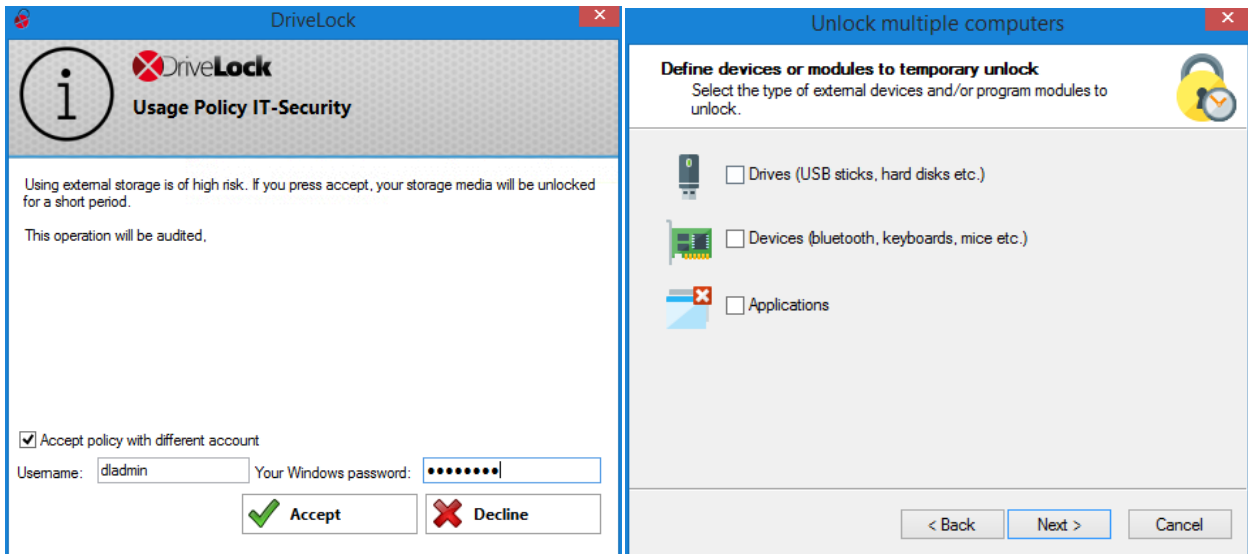 DriveLock
DriveLock
Usage Policy IT-Security
Using external storage is of high risk. If you press accept, your storage media will be unlocked
for a short period.
This operation will be audited,
Accept policy with different account
Username: dladmin Your Windows password: ●●●●●●●●
Accept Decline
Unlock multiple computers
Define devices or modules to temporary unlock
Select the type of external devices and/or program modules to
unlock.
Drives (USB sticks, hard disks etc.)
Devices (bluetooth, keyboards, mice etc.)
Applications
< Back Next > Cancel